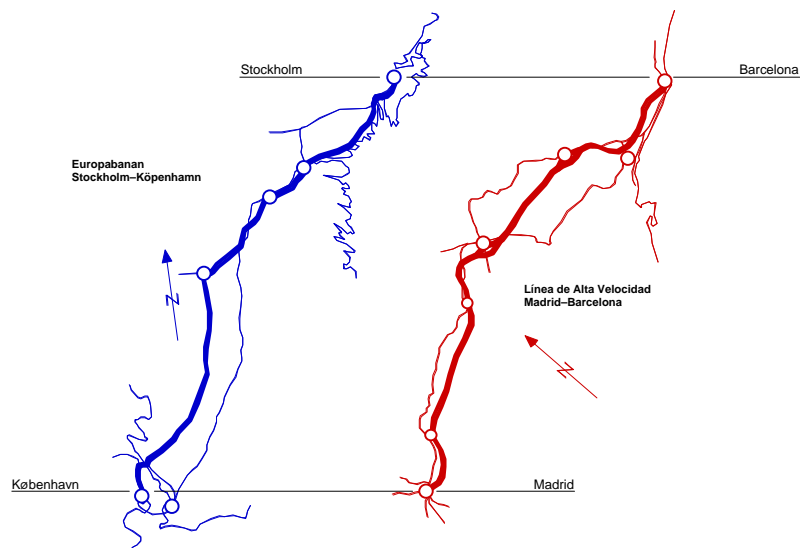 Stockholm
Barcelona
Europabanan
Stockholm–Köpenhamn
Línea de Alta Velocidad
Madrid–Barcelona
København
Madrid
N
N